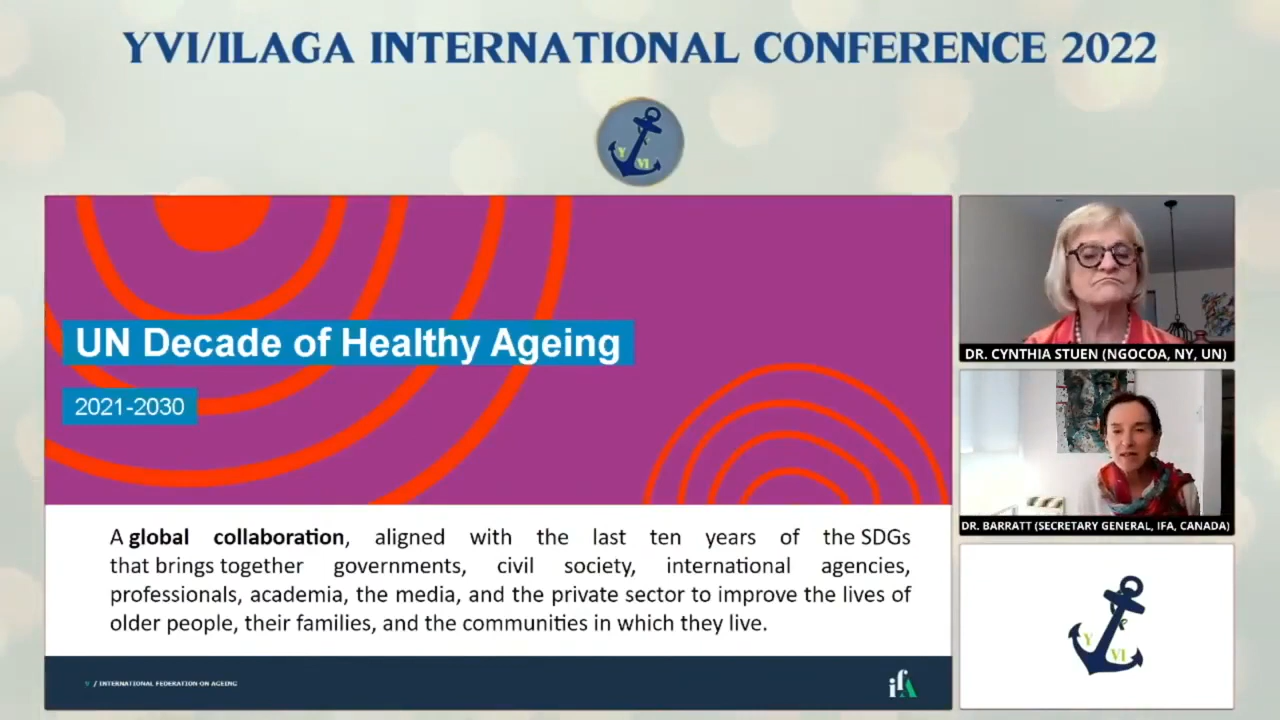 YVI/ILAGA INTERNATIONAL CONFERENCE 2022
Y
VI
UN Decade of Healthy Ageing
2021-2030
A global collaboration, aligned with the last ten years of the SDGs
that brings together governments, civil society, international agencies,
professionals, academia, the media, and the private sector to improve the lives of
older people, their families, and the communities in which they live.
9 / INTERNATIONAL FEDERATION ON AGEING
ifA
DR. CYNTHIA STUEN (NGOCOA, NY, UN)
DR. BARRATT (SECRETARY GENERAL, IFA, CANADA)
Y
VI